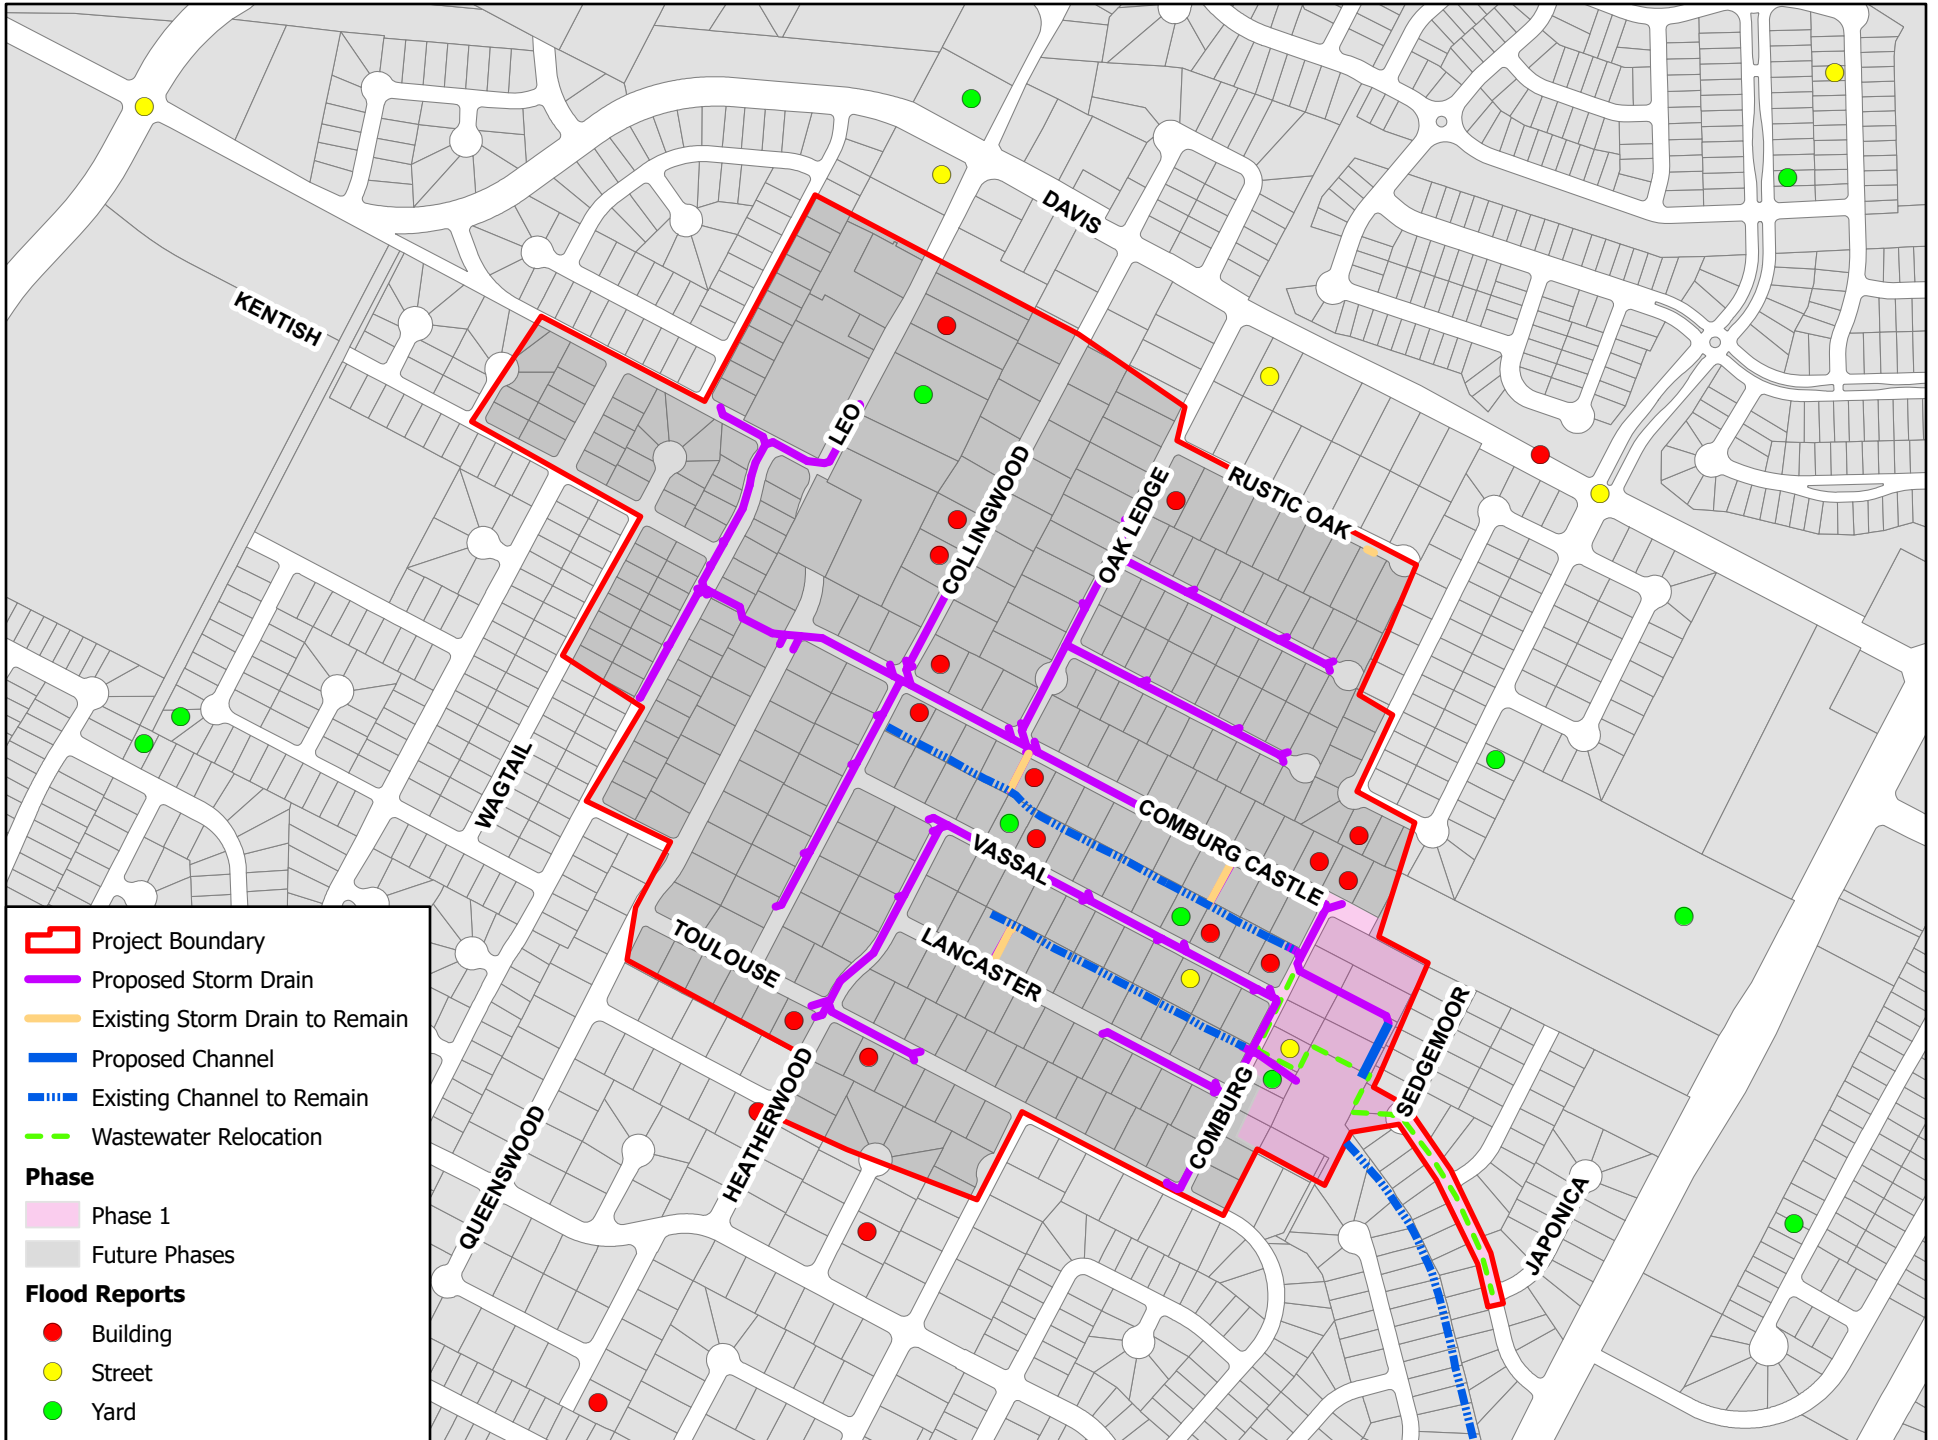 DAVIS
KENTISH
LEO
COLLINGWOOD
OAK LEDGE
RUSTIC OAK
WAGTAIL
COMBURG CASTLE
VASSAL
LANCASTER
TOULOUSE
SEDGEMOOR
COMBURG
HEATHERWOOD
QUEENSWOOD
JAPONICA
Project Boundary
Proposed Storm Drain
Existing Storm Drain to Remain
Proposed Channel
Existing Channel to Remain
Wastewater Relocation
Phase
Phase 1
Future Phases
Flood Reports
Building
Street
Yard